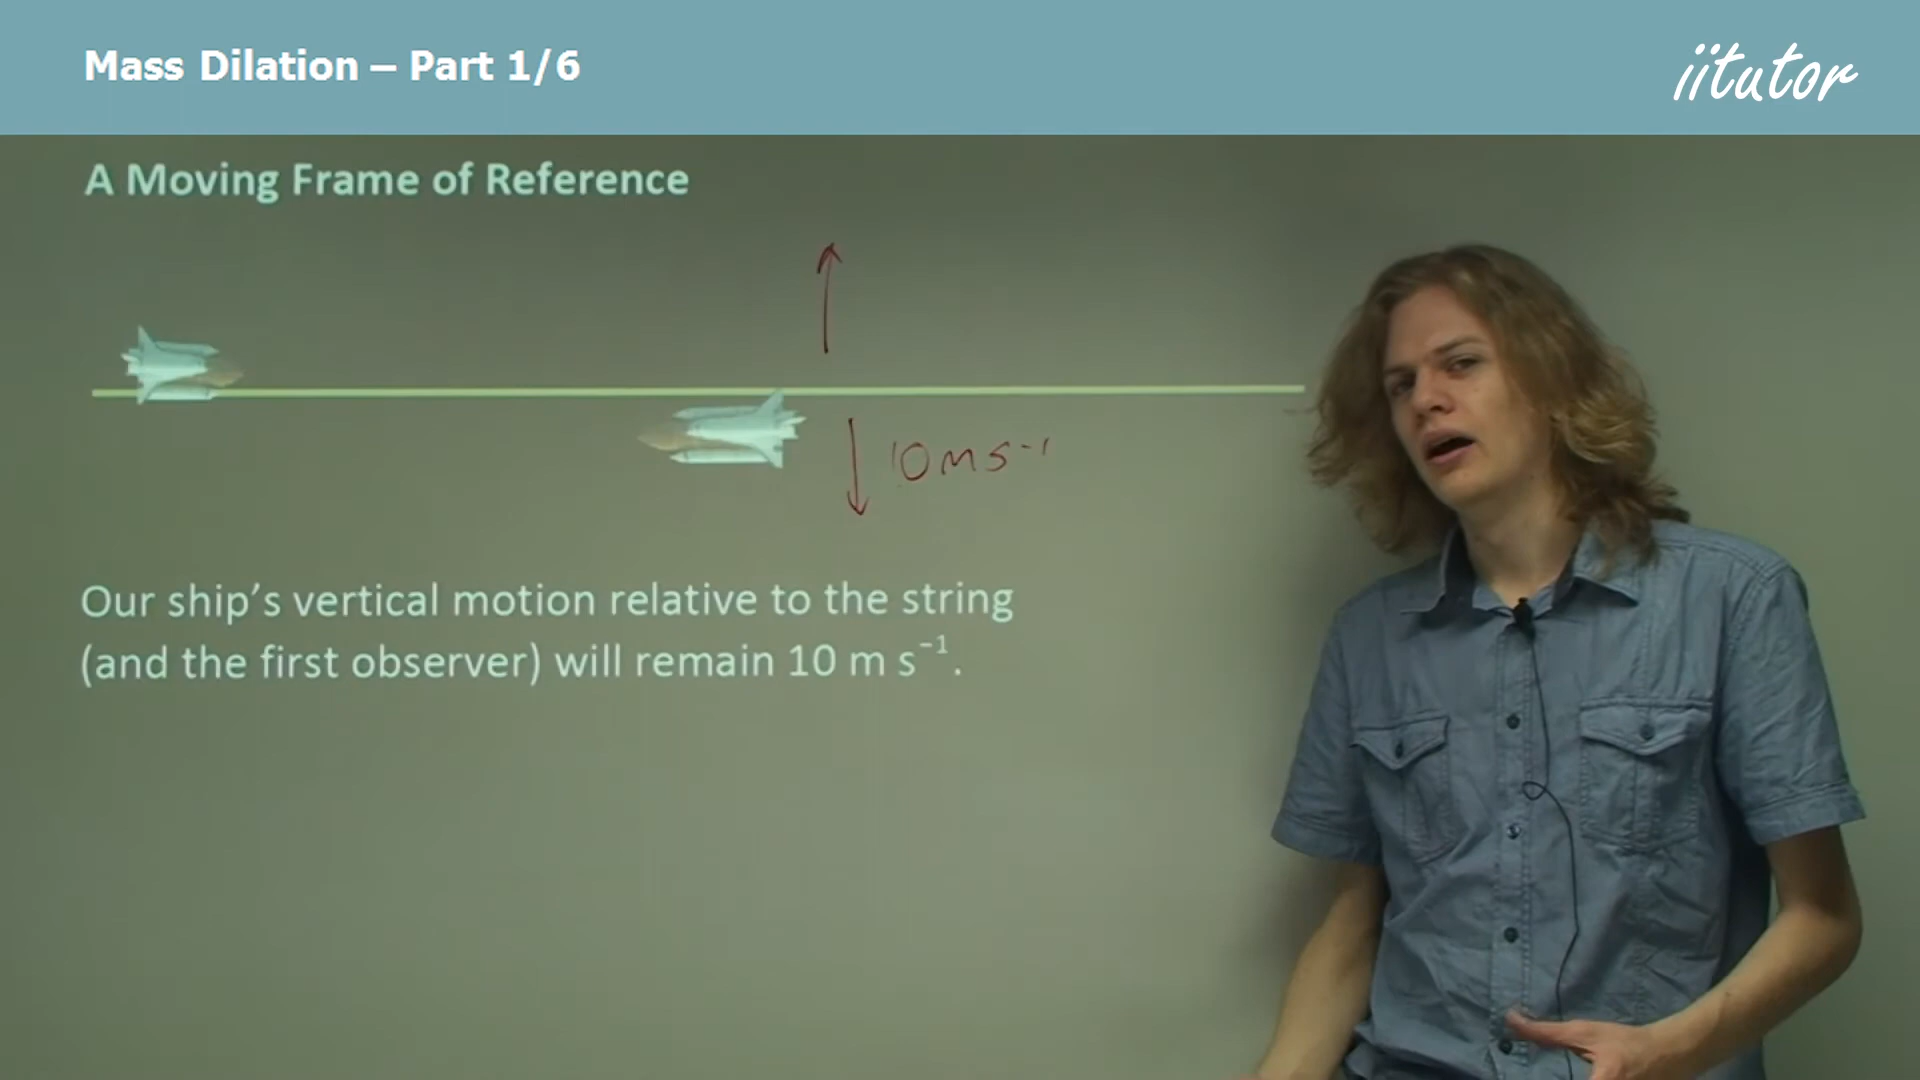 Mass Dilation – Part 1/6
iitutor
A Moving Frame of Reference
10 m s⁻¹
Our ship's vertical motion relative to the string
(and the first observer) will remain 10 m s⁻¹.